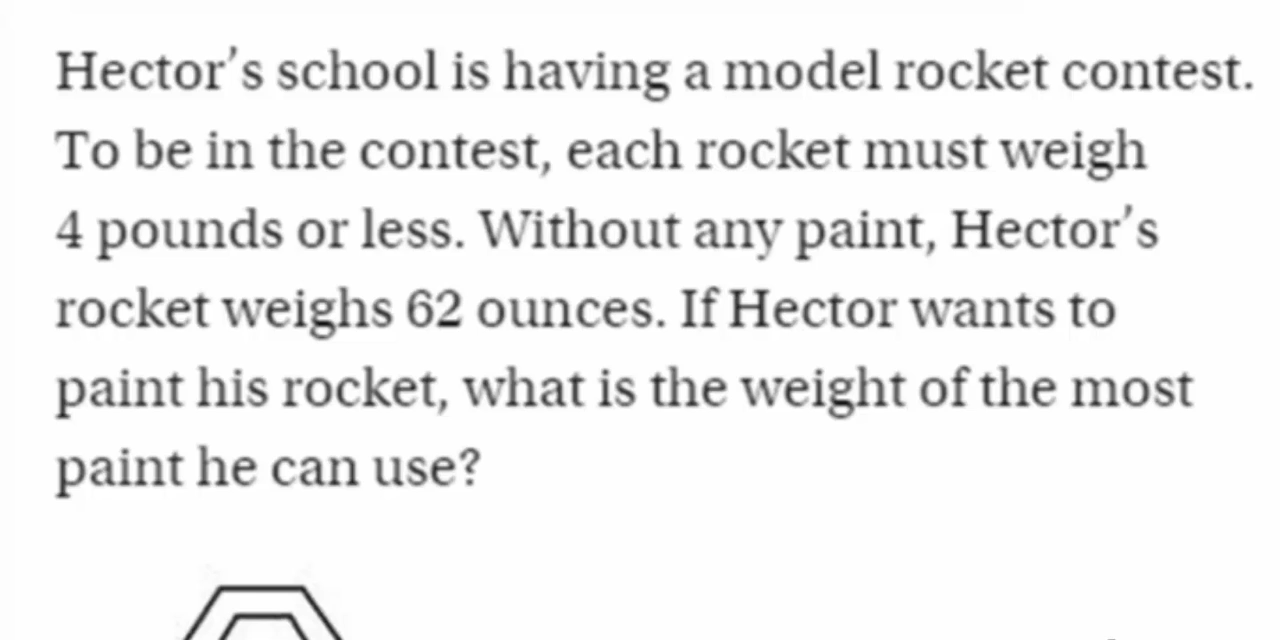 Hector’s school is having a model rocket contest.
To be in the contest, each rocket must weigh
4 pounds or less. Without any paint, Hector’s
rocket weighs 62 ounces. If Hector wants to
paint his rocket, what is the weight of the most
paint he can use?